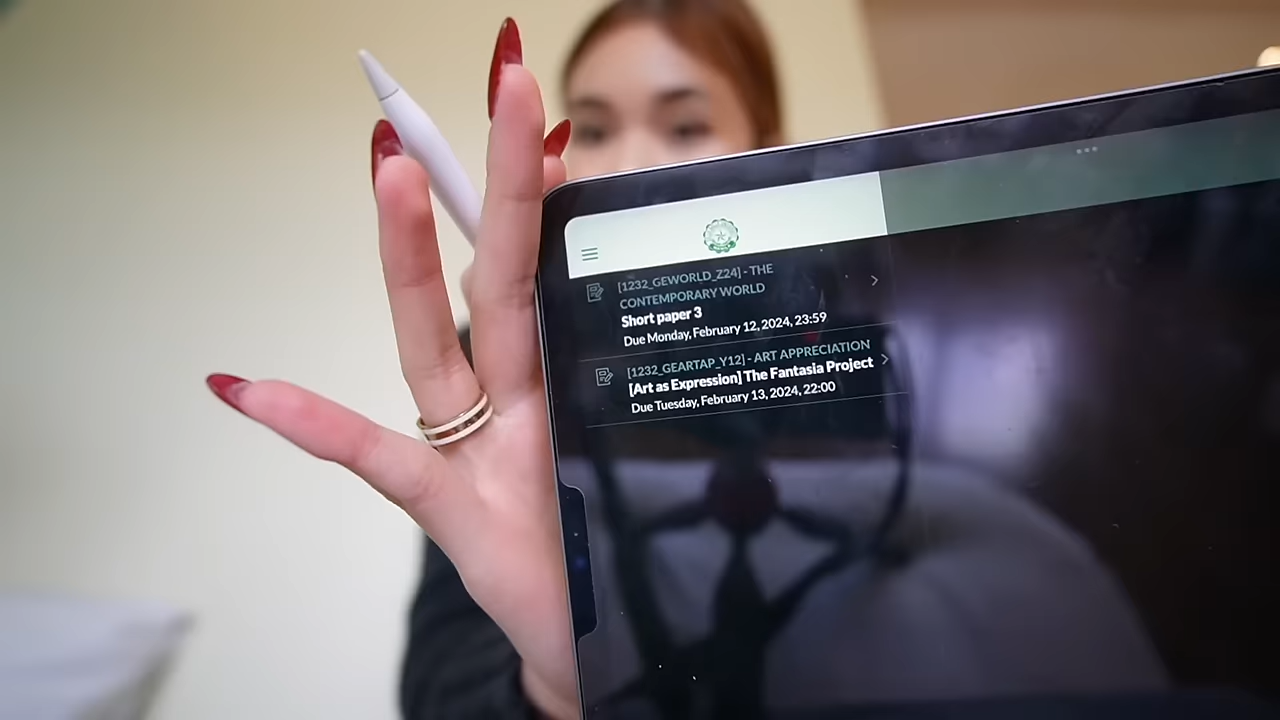 [1232_GEWORLD_Z24] - THE
CONTEMPORARY WORLD
Short paper 3
Due Monday, February 12, 2024, 23:59
[1232_GEARTAP_Y12] - ART APPRECIATION
[Art as Expression] The Fantasia Project
Due Tuesday, February 13, 2024, 22:00